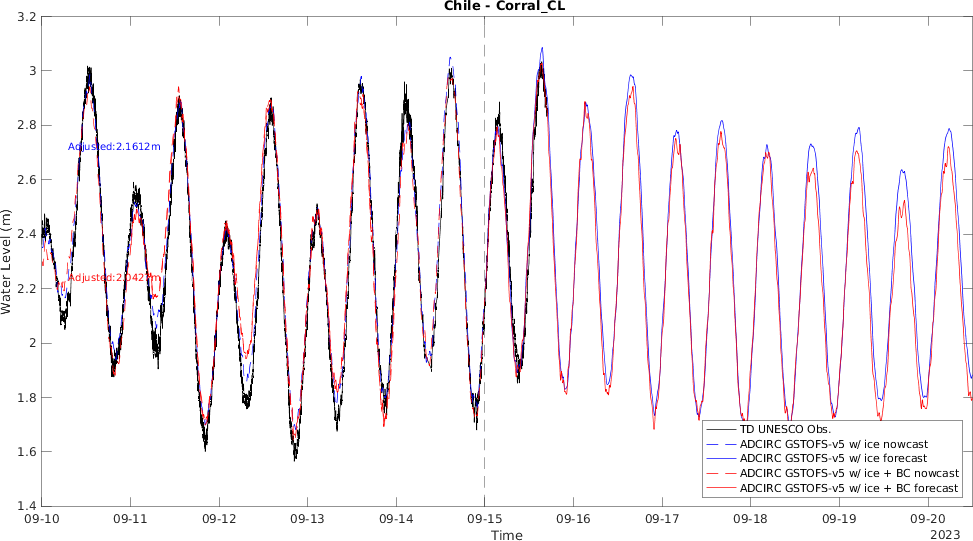 Chile - Corral_CL
3.2
3
2.8
2.6
2.4
2.2
2
1.8
1.6
1.4
Water Level (m)
Adjusted:2.1612m
TD UNESCO Obs.
ADCIRC GSTOFS-v5 w/ ice nowcast
ADCIRC GSTOFS-v5 w/ ice forecast
ADCIRC GSTOFS-v5 w/ ice + BC nowcast
ADCIRC GSTOFS-v5 w/ ice + BC forecast
09-10 09-11 09-12 09-13 09-14 09-15 09-16 09-17 09-18 09-19 09-20
Time
2023